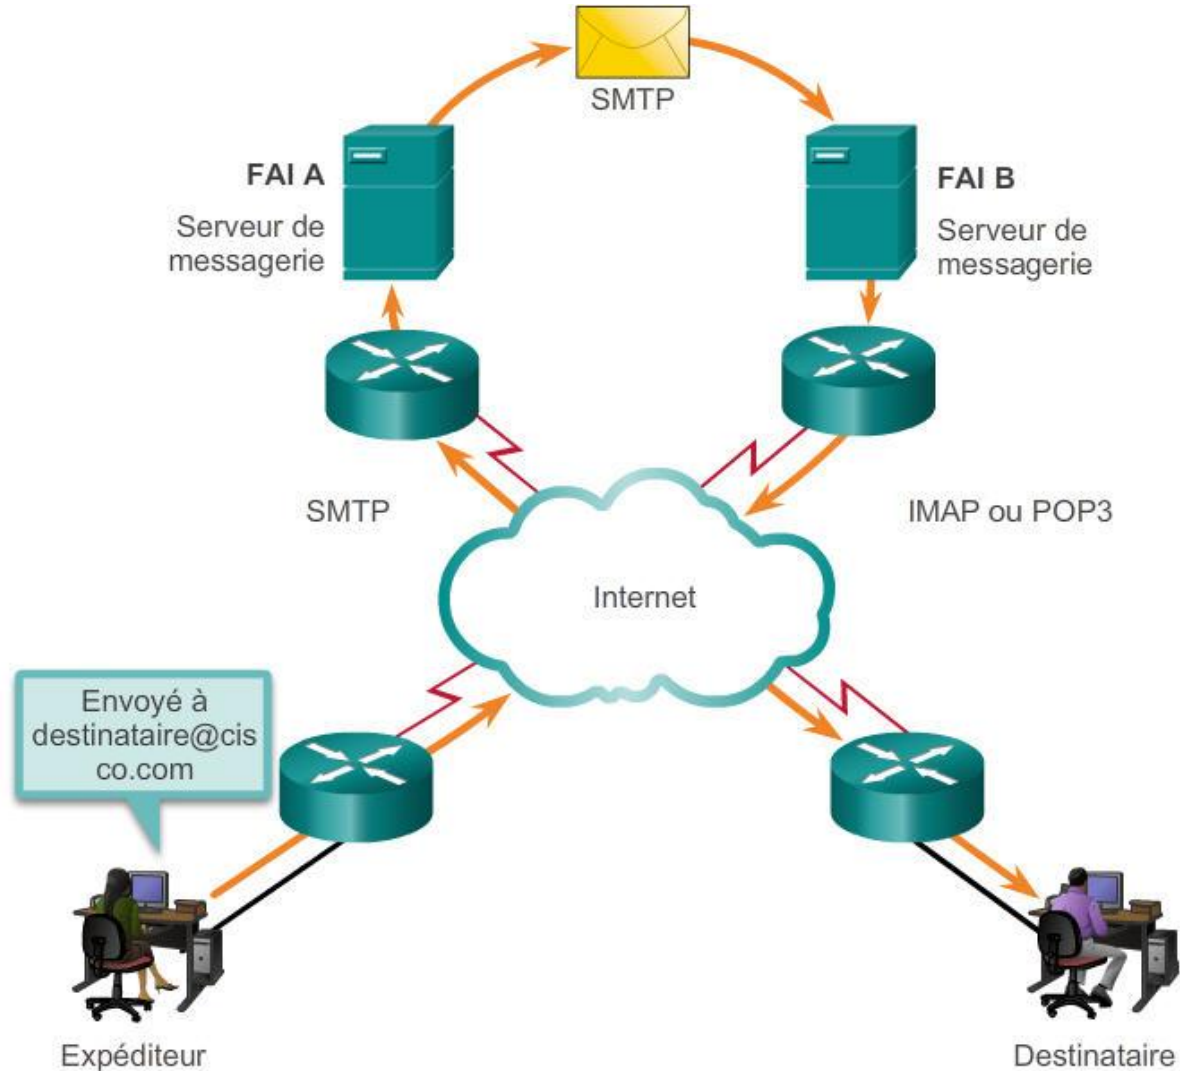 SMTP
FAI A
Serveur de
messagerie
FAI B
Serveur de
messagerie
SMTP
IMAP ou POP3
Internet
Envoyé à
destinataire@cis
co.com
Expéditeur
Destinataire